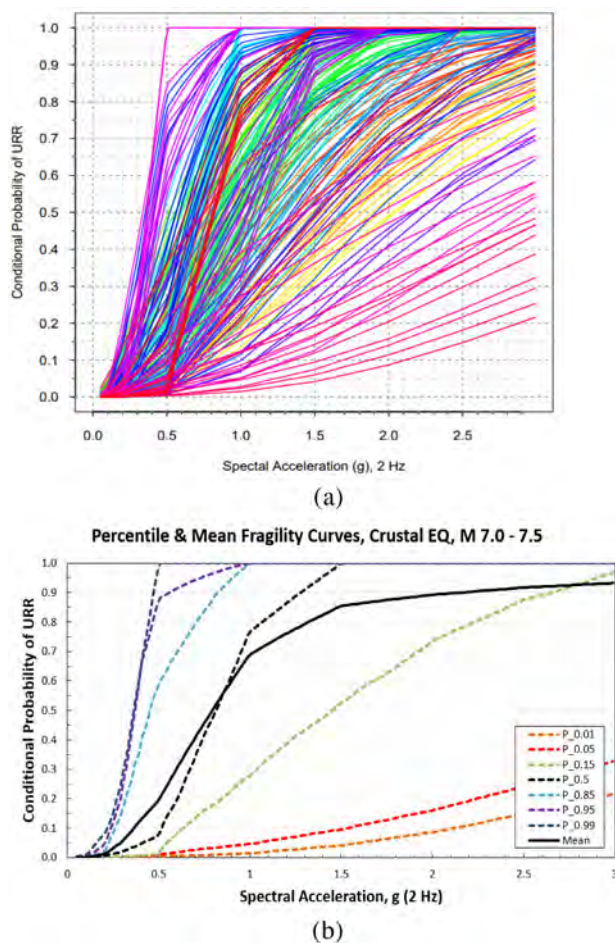 1.0
0.9
0.8
0.7
0.6
0.5
0.4
0.3
0.2
0.1
0.0
Conditional Probability of URR
0.0 0.5 1.0 1.5 2.0 2.5
Spectal Acceleration (g), 2 Hz
(a)
Percentile & Mean Fragility Curves, Crustal EQ, M 7.0 - 7.5
1.0
0.9
0.8
0.7
0.6
0.5
0.4
0.3
0.2
0.1
0.0
Conditional Probability of URR
P_0.01
P_0.05
P_0.15
P_0.5
P_0.85
P_0.95
P_0.99
Mean
0 0.5 1 1.5 2 2.5 3
Spectral Acceleration, g (2 Hz)
(b)